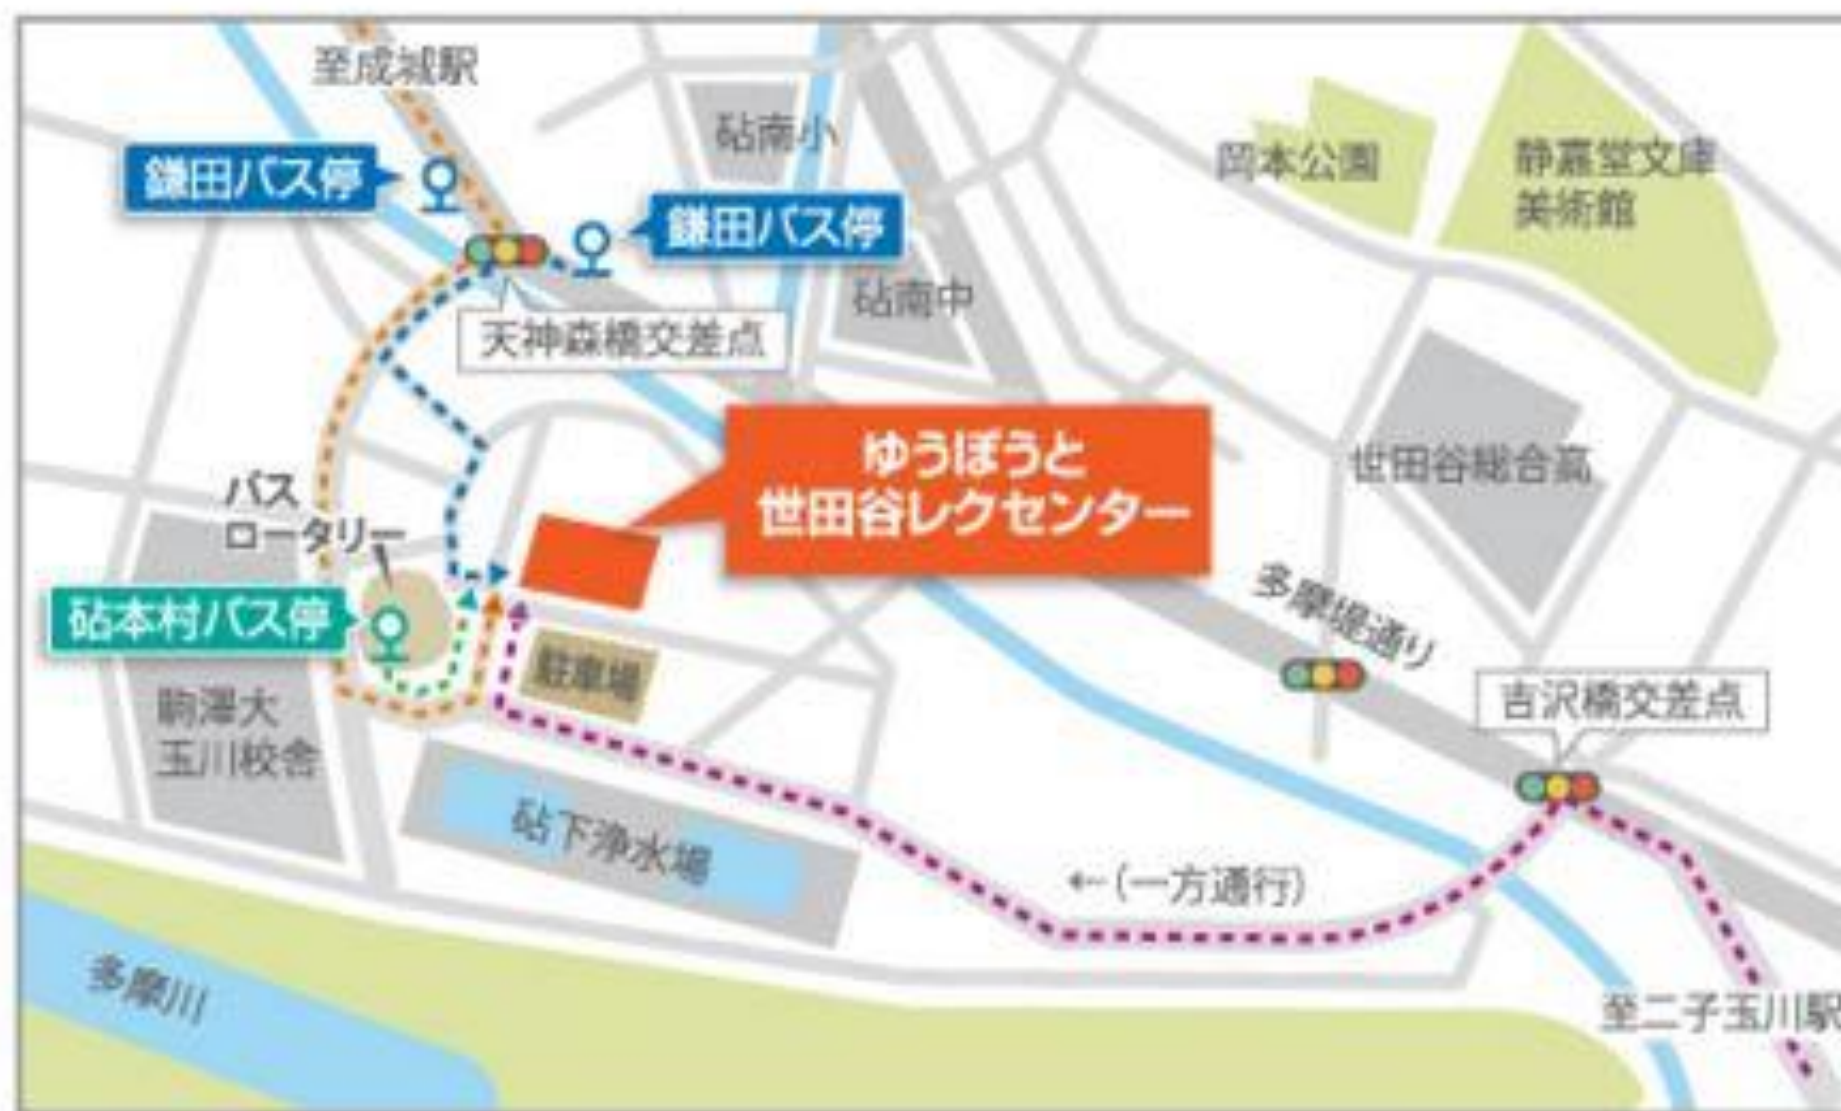 至成城駅
砧南小
鎌田バス停
岡本公園
静嘉堂文庫
美術館
鎌田バス停
砧南中
天神森橋交差点
ゆうぽうと
世田谷レクセンター
世田谷総合高
バス
ロータリー
多摩堤通り
砧本村バス停
駐車場
吉沢橋交差点
駒澤大
玉川校舎
砧下浄水場
←(一方通行)
多摩川
至二子玉川駅